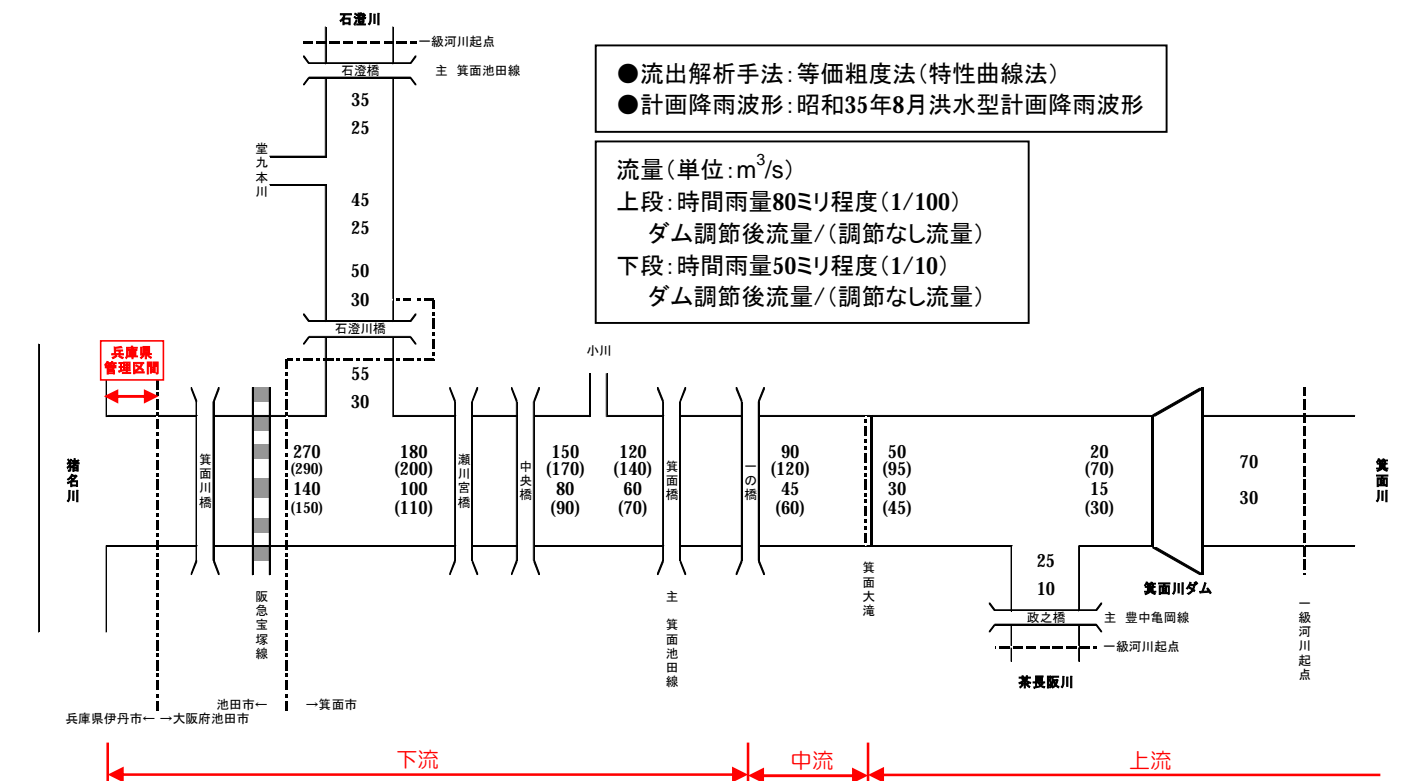 石澄川
一級河川起点
石澄橋
主 箕面池田線
35
25
堂九本川
45
25
50
30
石澄川橋
55
30
●流出解析手法：等価粗度法（特性曲線法）
●計画降雨波形：昭和35年8月洪水型計画降雨波形
流量（単位：m³/s）
上段：時間雨量80ミリ程度（1/100）
ダム調節後流量/（調節なし流量）
下段：時間雨量50ミリ程度（1/10）
ダム調節後流量/（調節なし流量）
兵庫県
管理区間
小川
猪名川
箕面川橋
270
(290)
140
(150)
180
(200)
100
(110)
瀬川宮橋
中央橋
150
(170)
80
(90)
120
(140)
60
(70)
箕面橋
一の橋
90
(120)
45
(60)
50
(95)
30
(45)
20
(70)
15
(30)
70
30
箕面川
阪急宝塚線
主 箕面池田線
箕面大滝
25
10
政之橋
主 豊中亀岡線
一級河川起点
茶長阪川
箕面川ダム
一級河川起点
池田市← →箕面市
兵庫県伊丹市← →大阪府池田市
下流
中流
上流